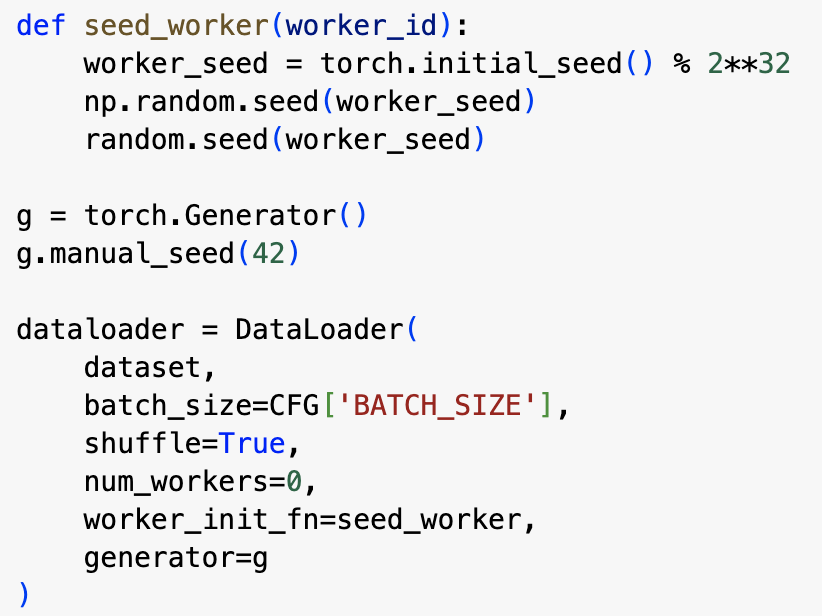 def seed_worker(worker_id):
    worker_seed = torch.initial_seed() % 2**32
    np.random.seed(worker_seed)
    random.seed(worker_seed)

g = torch.Generator()
g.manual_seed(42)

dataloader = DataLoader(
    dataset,
    batch_size=CFG['BATCH_SIZE'],
    shuffle=True,
    num_workers=0,
    worker_init_fn=seed_worker,
    generator=g
)